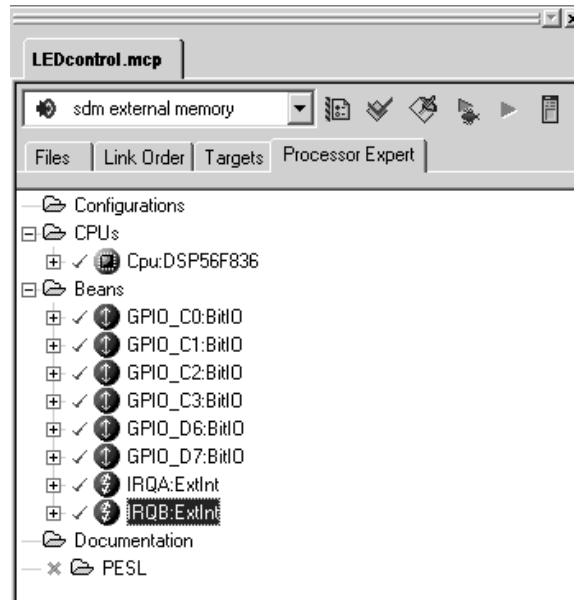 LEDcontrol.mcp
sdm external memory
Files Link Order Targets Processor Expert
Configurations
CPUs
Cpu:DSP56F836
Beans
GPIO_C0:BitIO
GPIO_C1:BitIO
GPIO_C2:BitIO
GPIO_C3:BitIO
GPIO_D6:BitIO
GPIO_D7:BitIO
IRQA:ExtInt
IRQB:ExtInt
Documentation
PESL